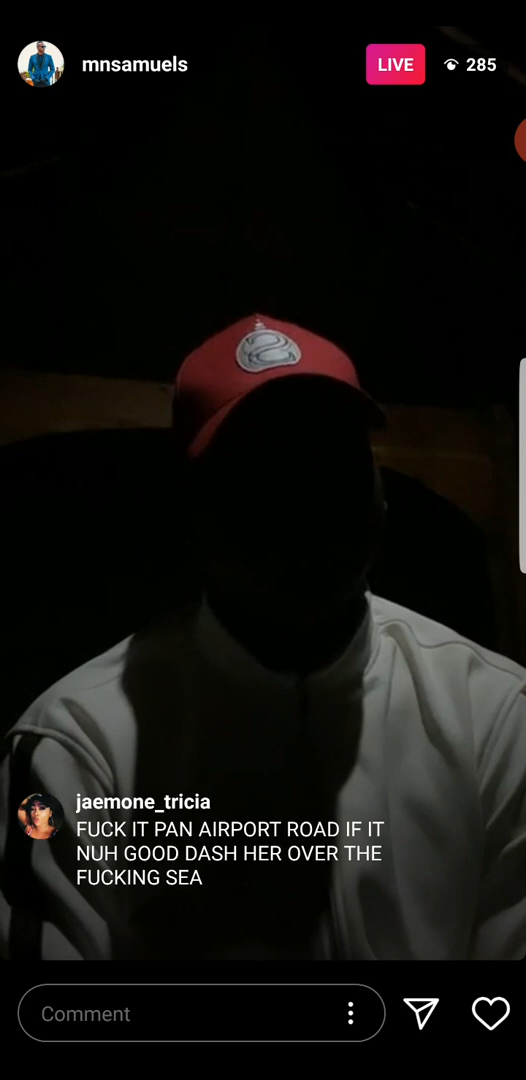 mnsamuels
LIVE
285
jaemone_tricia
FUCK IT PAN AIRPORT ROAD IF IT
NUH GOOD DASH HER OVER THE
FUCKING SEA
Comment